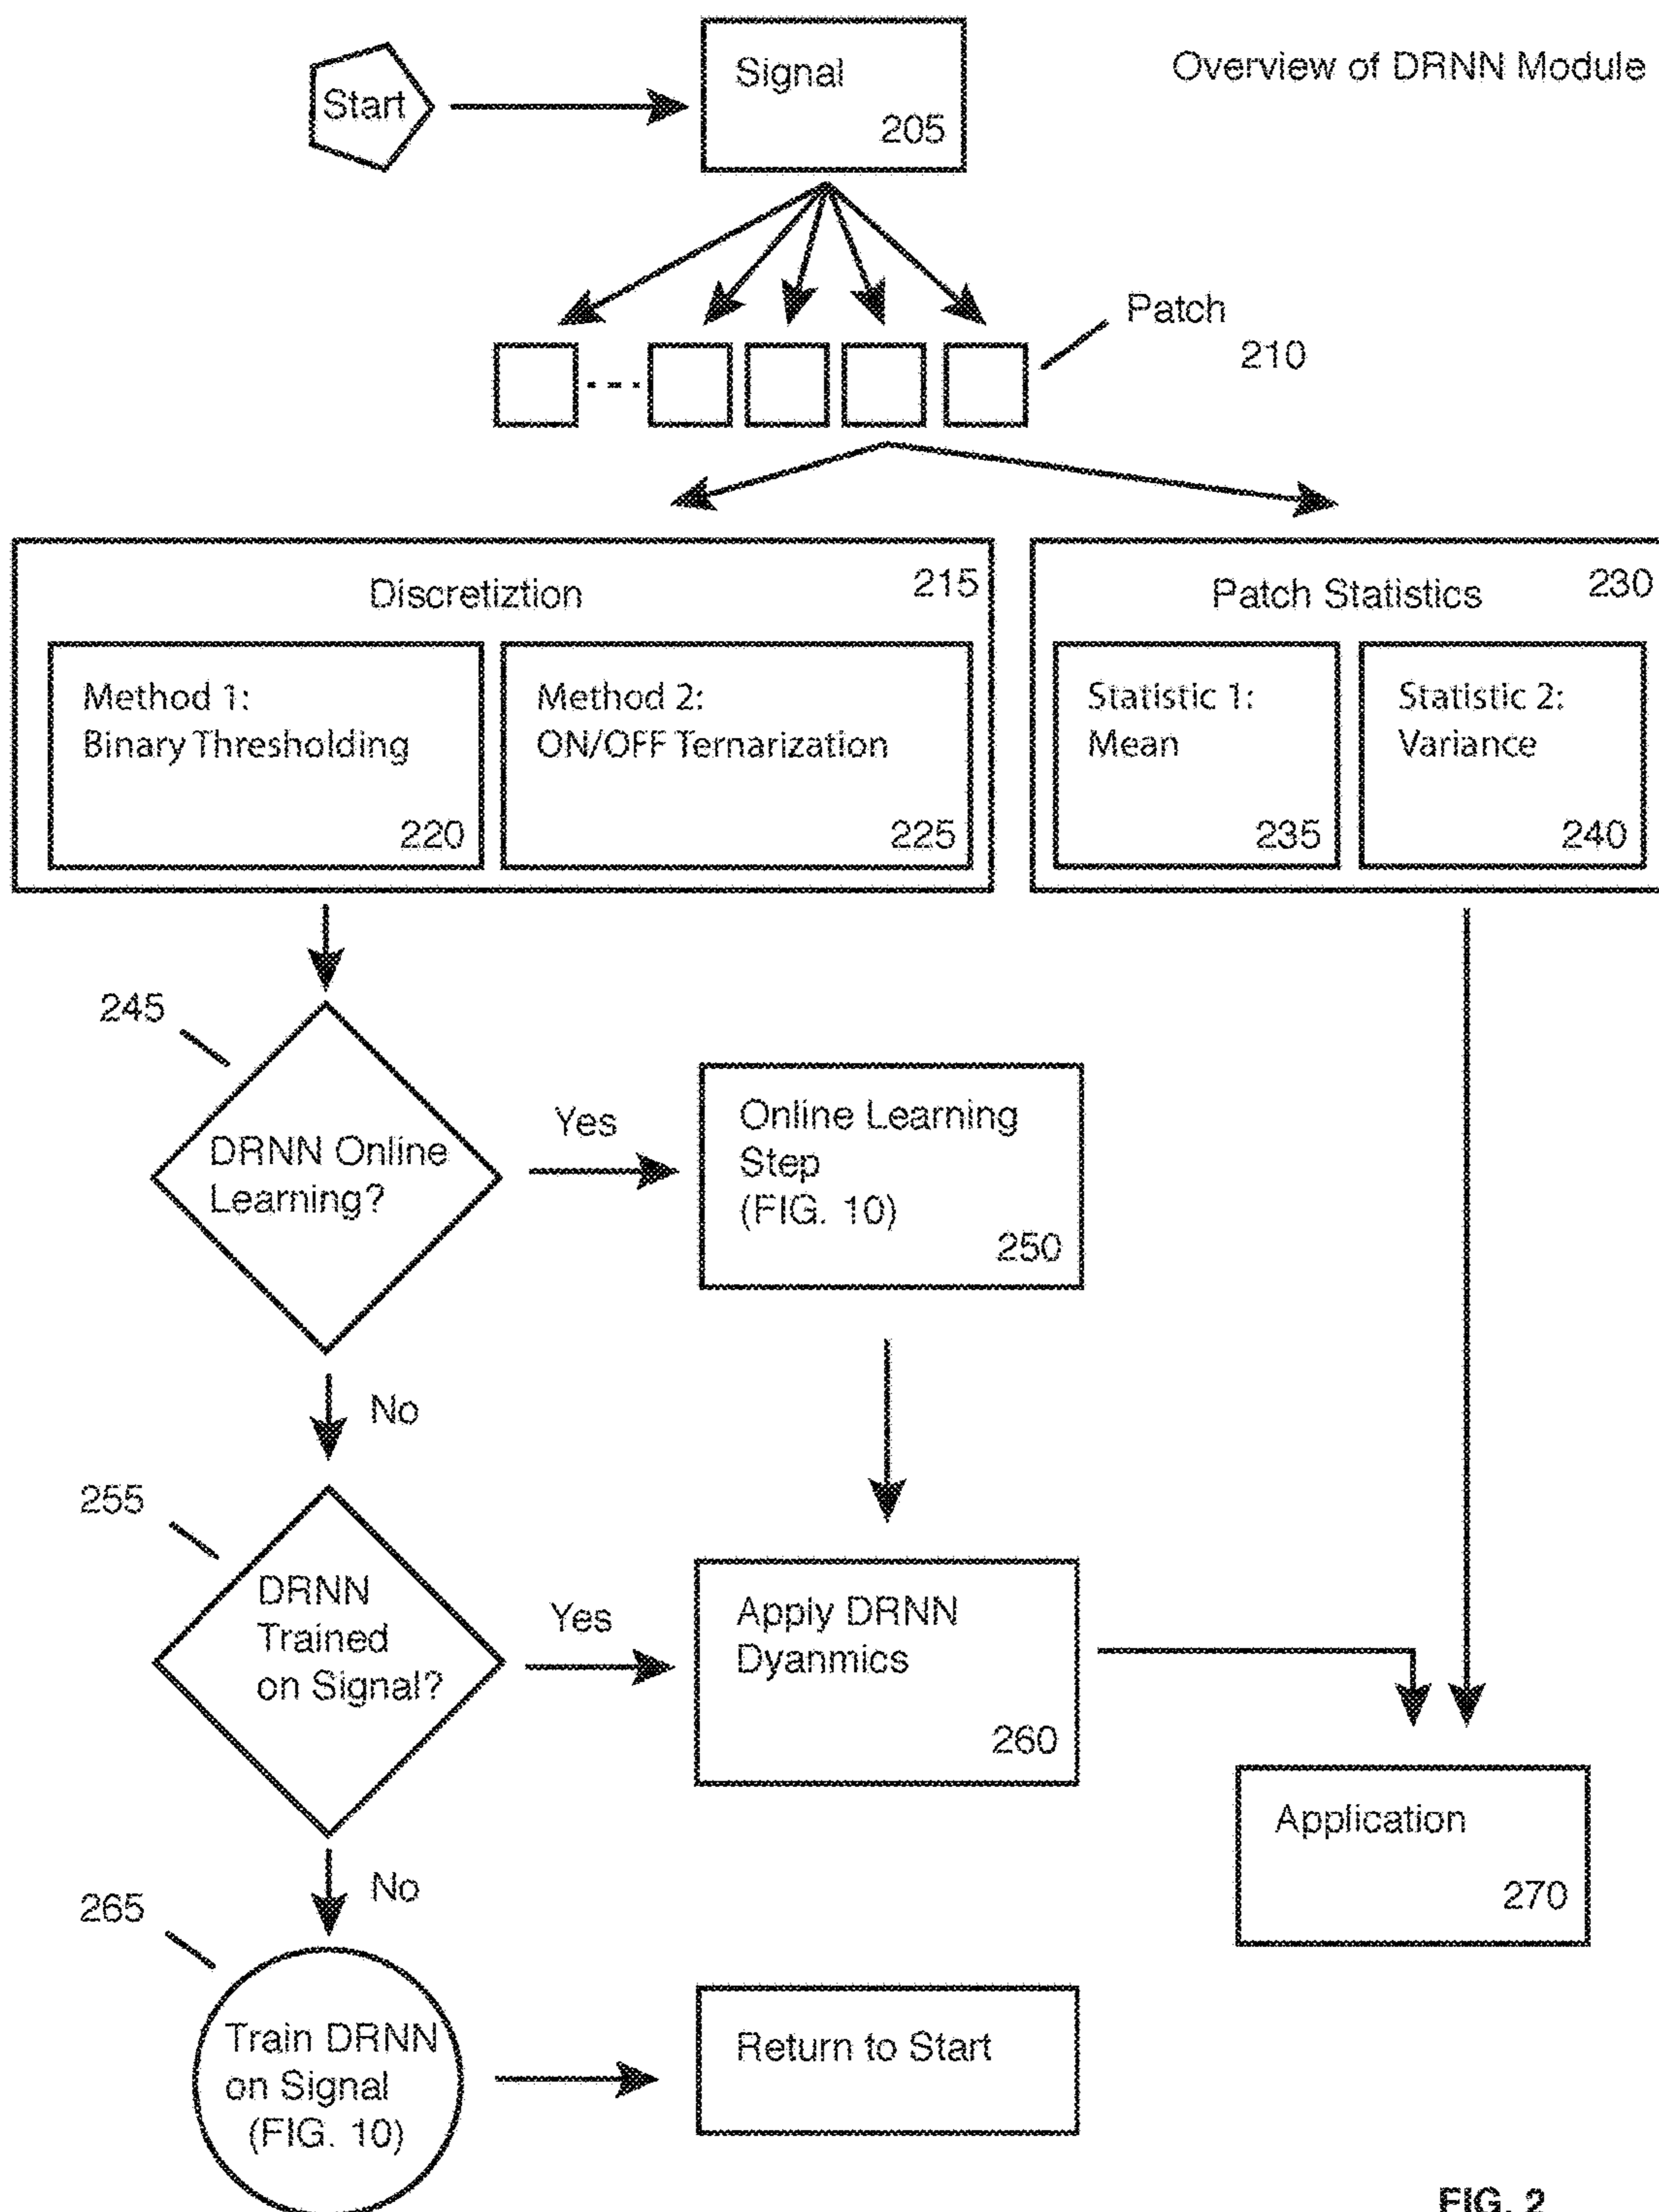 Overview of DRNN Module
Start
Signal
205
Patch
210
Discretiztion
215
Method 1:
Binary Thresholding
220
Method 2:
ON/OFF Ternarization
225
Patch Statistics
230
Statistic 1:
Mean
235
Statistic 2:
Variance
240
245
DRNN Online
Learning?
Yes
Online Learning
Step
(FIG. 10)
250
No
255
DRNN
Trained
on Signal?
Yes
Apply DRNN
Dyanmics
260
Application
270
No
265
Train DRNN
on Signal
(FIG. 10)
Return to Start
FIG. 2